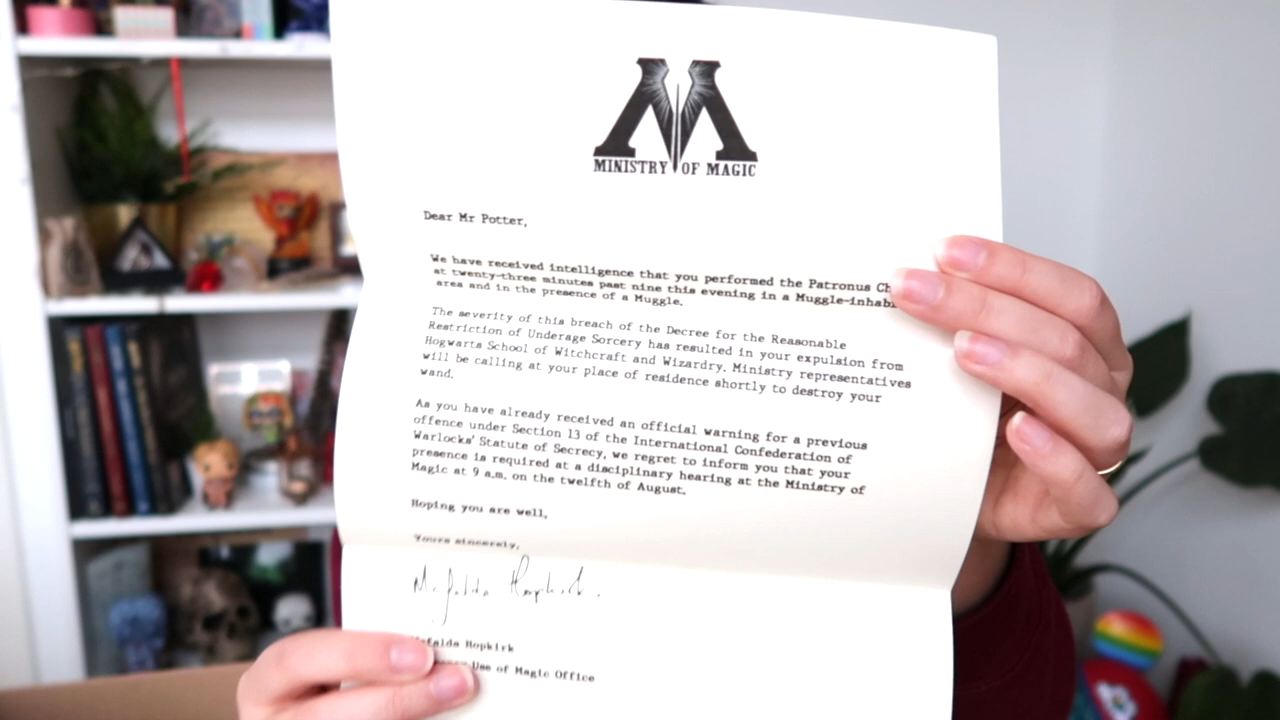 MINISTRY OF MAGIC
Dear Mr Potter,
We have received intelligence that you performed the Patronus
at twenty-three minutes past nine this evening in a
area and in the presence of a Muggle.
The severity of this breach of the Decree for the Reasonable
Restriction of Underage Sorcery has resulted in your expulsion from
Hogwarts School of Witchcraft and Wizardry. Ministry representatives
will be calling at your place of residence shortly to destroy your
wand.
As you have already received an official warning for a previous
offence under Section 13 of the International Confederation of
Warlocks' Statute of Secrecy, we regret to inform you that your
presence is required at a disciplinary hearing at the Ministry of
Magic at 9 a.m. on the twelfth of August.
Hoping you are well,
Yours sincerely,
Mafalda Hopkirk
Hopkirk
Use of Magic Office